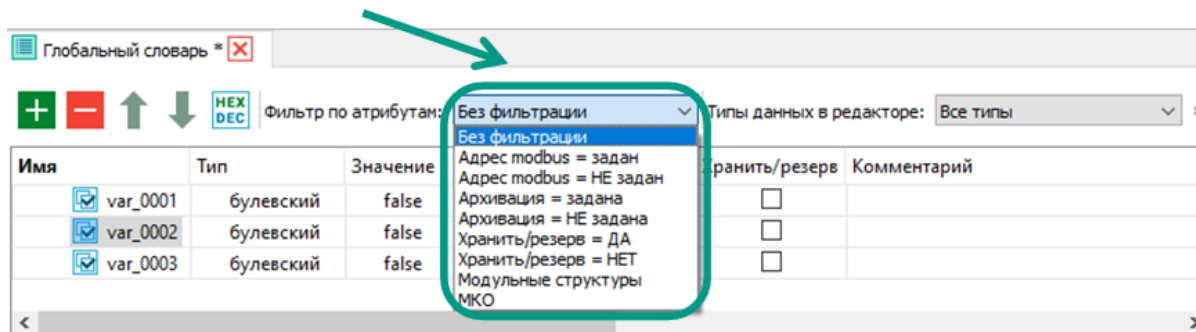 Глобальный словарь *
HEX
DEC
Фильтр по атрибутам: Без фильтрации Типы данных в редакторе: Все типы
Без фильтрации
Адрес modbus = задан
Адрес modbus = НЕ задан
Архивация = задана
Архивация = НЕ задана
Хранить/резерв = ДА
Хранить/резерв = НЕТ
Модульные структуры
МКО
Имя Тип Значение Хранить/резерв Комментарий
var_0001 булевский false
var_0002 булевский false
var_0003 булевский false